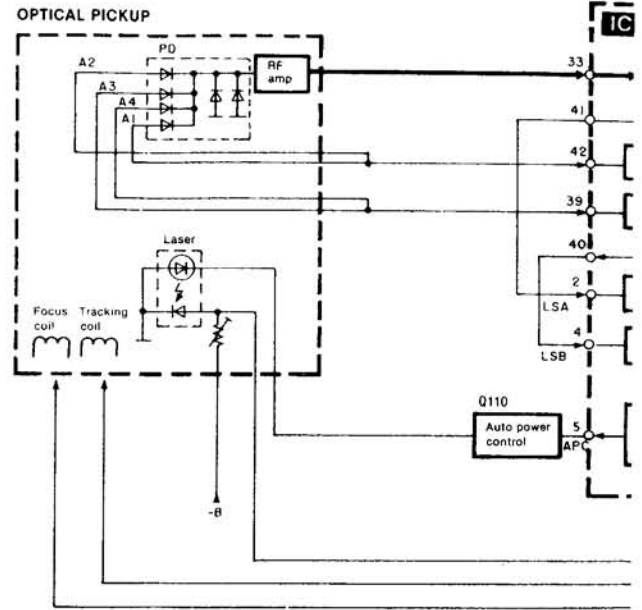 OPTICAL PICKUP
IC
PD
A2
RF
amp
33
A3
A4
A1
41
42
39
Laser
40
Focus
coil
Tracking
coil
2
LSA
4
LSB
Q110
Auto power
control
5
APC
-B